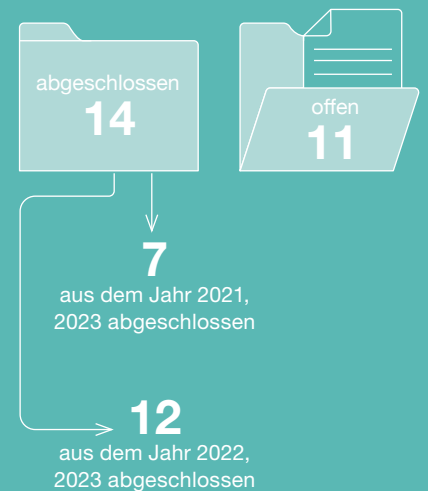 abgeschlossen
14
offen
11
7
aus dem Jahr 2021,
2023 abgeschlossen
12
aus dem Jahr 2022,
2023 abgeschlossen